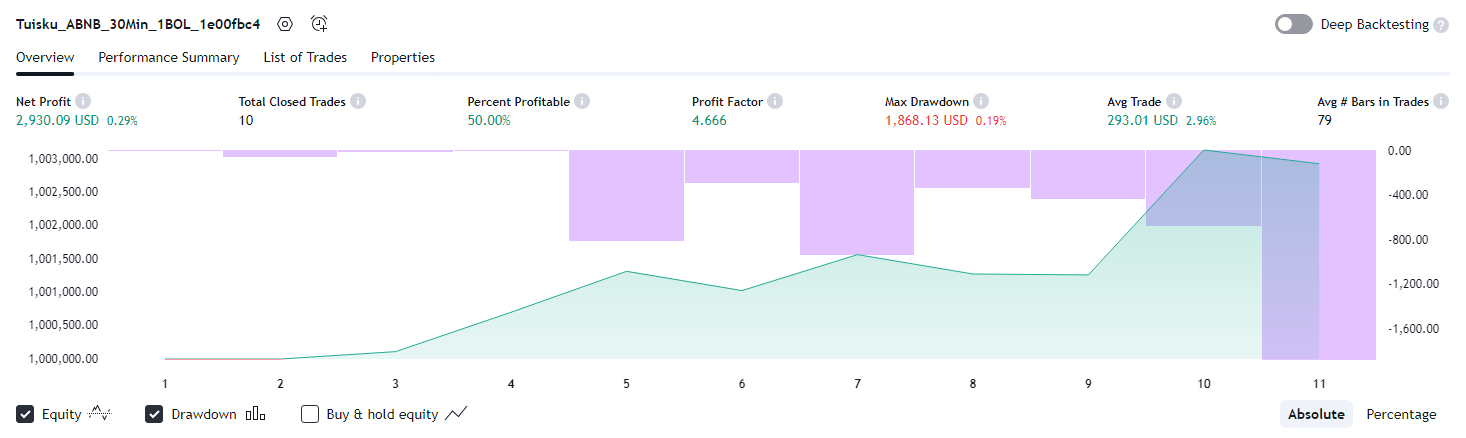 Tuisku_ABNB_30Min_1BOL_1e00fbc4 Deep Backtesting ?
Overview Performance Summary List of Trades Properties
Net Profit i Total Closed Trades i Percent Profitable i Profit Factor i Max Drawdown i Avg Trade i Avg # Bars in Trades i
2,930.09 USD 0.29% 10 50.00% 4.666 1,868.13 USD 0.19% 293.01 USD 2.96% 79
1,003,000.00 0.00
1,002,500.00 -400.00
1,002,000.00 -800.00
1,001,500.00
1,001,000.00 -1,200.00
1,000,500.00 -1,600.00
1,000,000.00
1 2 3 4 5 6 7 8 9 10 11
Equity Drawdown Buy & hold equity Absolute Percentage